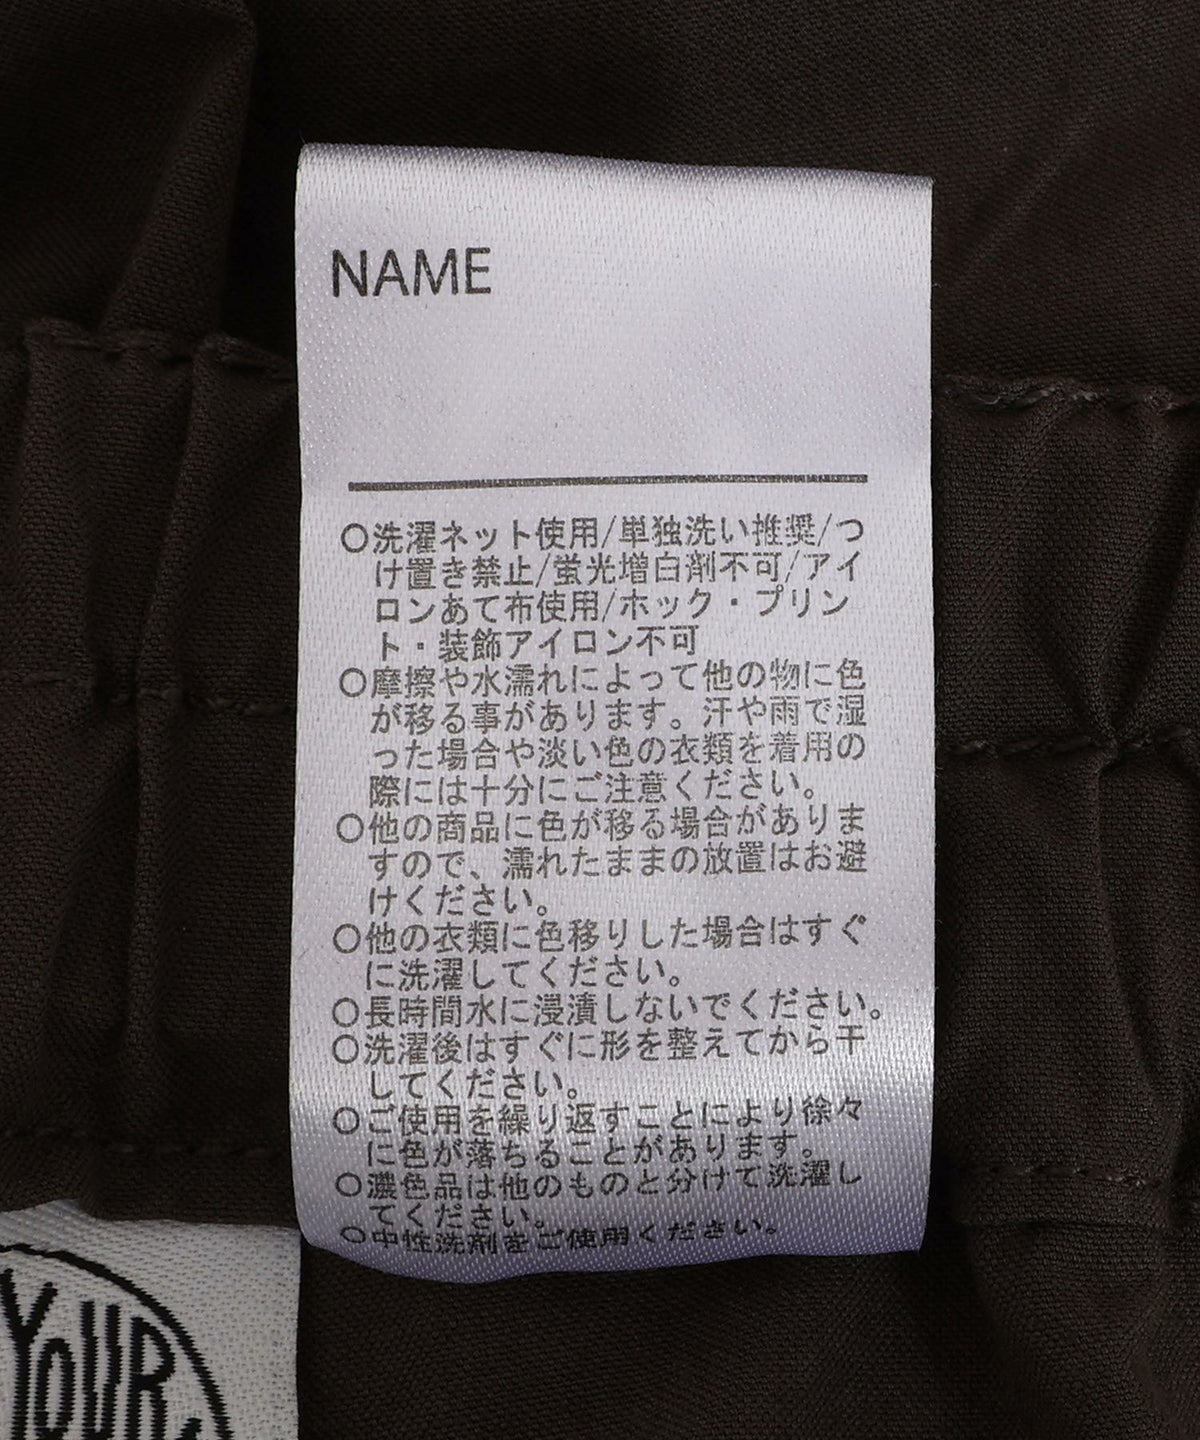 NAME
○洗濯ネット使用/単独洗い推奨/つ
け置き禁止/蛍光増白剤不可/アイ
ロンあて布使用/ホック・プリン
ト・装飾アイロン不可
○摩擦や水濡れによって他の物に色
が移る事があります。汗や雨で湿
った場合や淡い色の衣類を着用の
際には十分にご注意ください。
○他の商品に色が移る場合がありま
すので、濡れたままの放置はお避
けください。
○他の衣類に色移りした場合はすぐ
に洗濯してください。
○長時間水に浸漬しないでください。
○洗濯後はすぐに形を整えてから干
してください。
○ご使用を繰り返すことにより徐々
に色が落ちることがあります。
○濃色品は他のものと分けて洗濯し
てください。
○中性洗剤をご使用ください。
YOUR